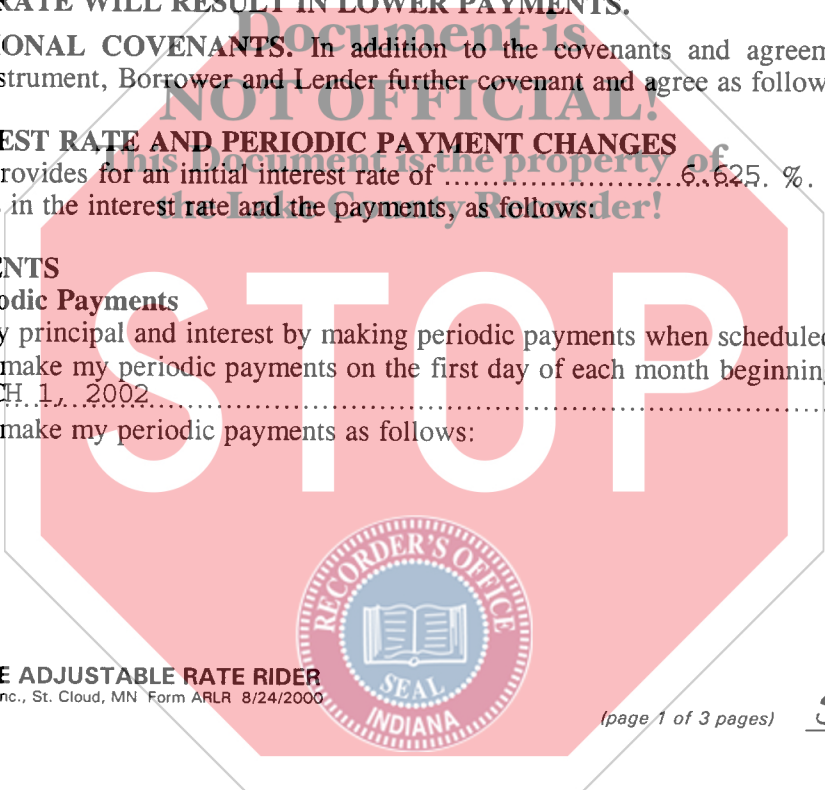 RATE WILL RESULT IN LOWER PAYMENTS.
Document is
IONAL COVENANTS. In addition to the covenants and agreem
strument, Borrower and Lender further covenant and agree as follow
NOT OFFICIAL!
EST RATE AND PERIODIC PAYMENT CHANGES
This Document is the property of
rovides for an initial interest rate of ........................................6.625. %.
in the interest rate and the payments, as follows:
the Lake County Recorder!
ENTS
odic Payments
STOP
y principal and interest by making periodic payments when scheduled
make my periodic payments on the first day of each month beginnin
CH 1, 2002
make my periodic payments as follows:
RECORDER'S OFFICE
SEAL
INDIANA
E ADJUSTABLE RATE RIDER
nc., St. Cloud, MN Form ARLR 8/24/2000
(page 1 of 3 pages)